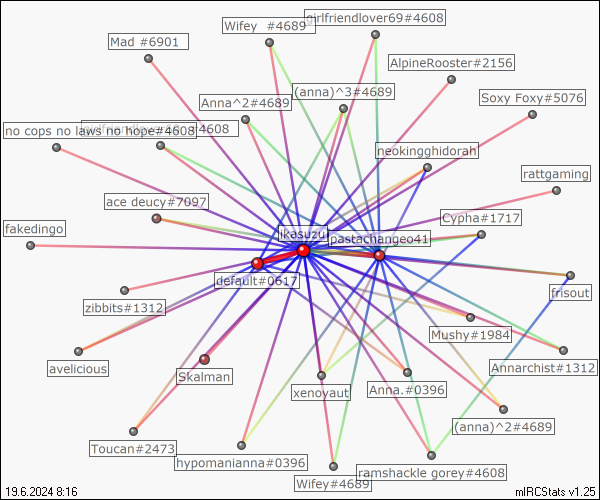 girlfriendlover69#4608
Wifey #4689
Mad #6901
AlpineRooster#2156
(anna)^3#4689
Soxy Foxy#5076
Anna^2#4689
no cops no laws no hope#4608
#4608
neokingghidorah
rattgaming
ace deucy#7097
Cypha#1717
fakedingo
jikasuzu
pastachangeo41
default#0617
frisout
zibbits#1312
Mushy#1984
avelicious
Annarchist#1312
Skalman
xenoyaut
Anna.#0396
(anna)^2#4689
Toucan#2473
hypomanianna#0396
ramshackle gorey#4608
Wifey#4689
19.6.2024 8:16
mIRCStats v1.25